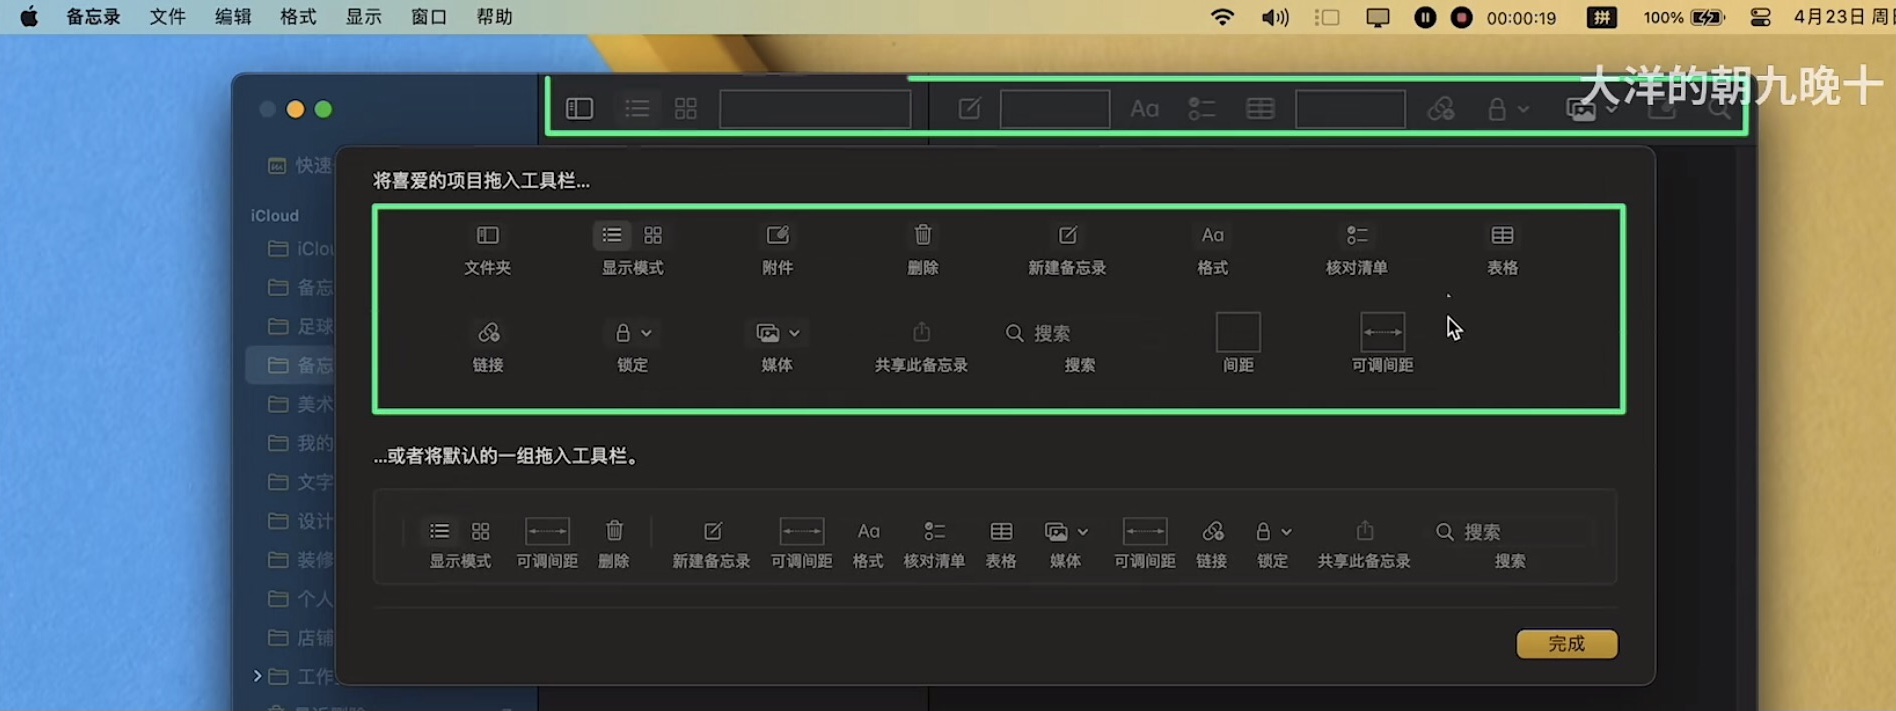 备忘录 文件 编辑 格式 显示 窗口 帮助 00:00:19 拼 100% 4月23日 周
大洋的朝九晚十
Aa
快速
将喜爱的项目拖入工具栏...
iCloud
iClou
备忘
足球
备忘
美术
我的
文字
设计
装修
个人
店铺
工作
Aa
文件夹 显示模式 附件 删除 新建备忘录 格式 核对清单 表格
搜索
链接 锁定 媒体 共享此备忘录 搜索 间距 可调间距
...或者将默认的一组拖入工具栏。
Aa 搜索
显示模式 可调间距 删除 新建备忘录 可调间距 格式 核对清单 表格 媒体 可调间距 链接 锁定 共享此备忘录 搜索
完成